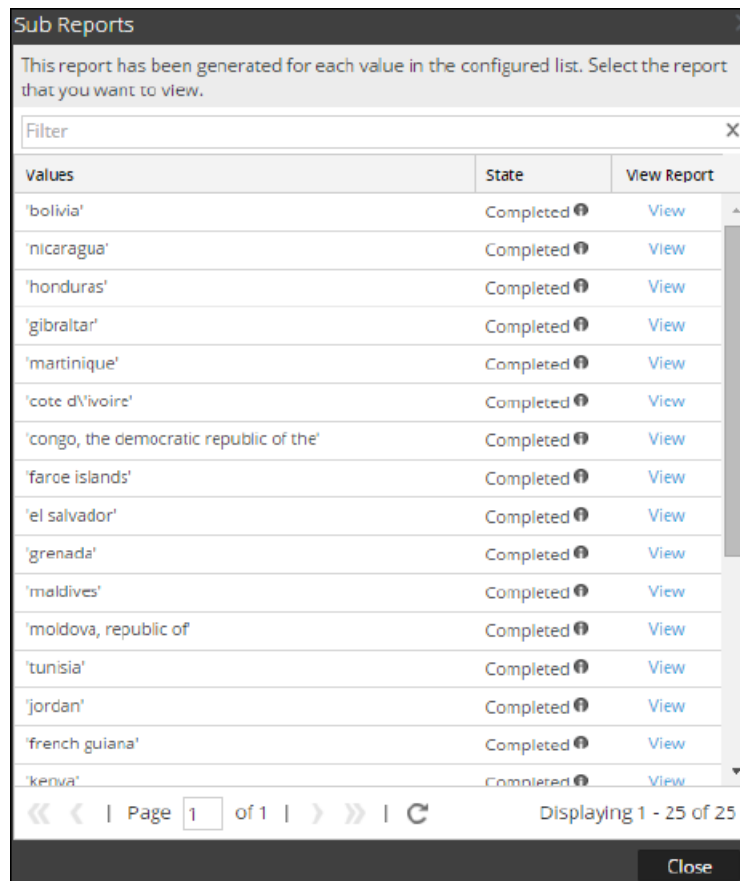 Sub Reports
This report has been generated for each value in the configured list. Select the report
that you want to view.
Filter
Values State View Report
'bolivia' Completed View
'nicaragua' Completed View
'honduras' Completed View
'gibraltar' Completed View
'martinique' Completed View
'cote d\'ivoire' Completed View
'congo, the democratic republic of the' Completed View
'faroe islands' Completed View
'el salvador' Completed View
'grenada' Completed View
'maldives' Completed View
'moldova, republic of' Completed View
'tunisia' Completed View
'jordan' Completed View
'french guiana' Completed View
'kenya' Completed View
| Page 1 of 1 | | Displaying 1 - 25 of 25
Close